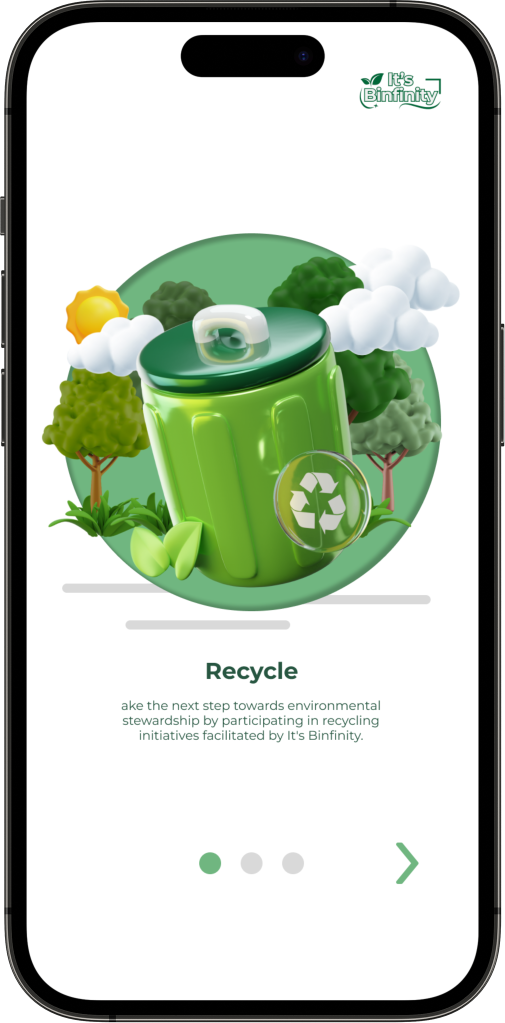 It's
Binfinity
Recycle
ake the next step towards environmental
stewardship by participating in recycling
initiatives facilitated by It's Binfinity.